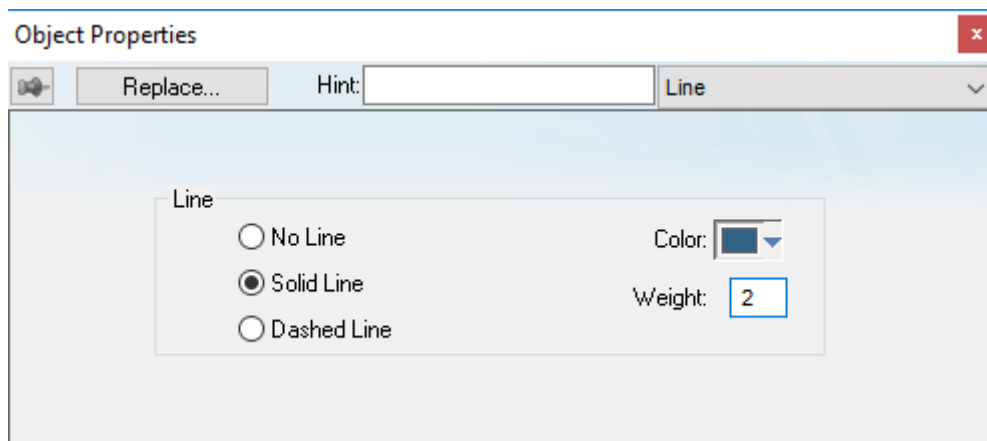 Object Properties
x
Replace... Hint: Line
Line
No Line Color:
Solid Line Weight: 2
Dashed Line